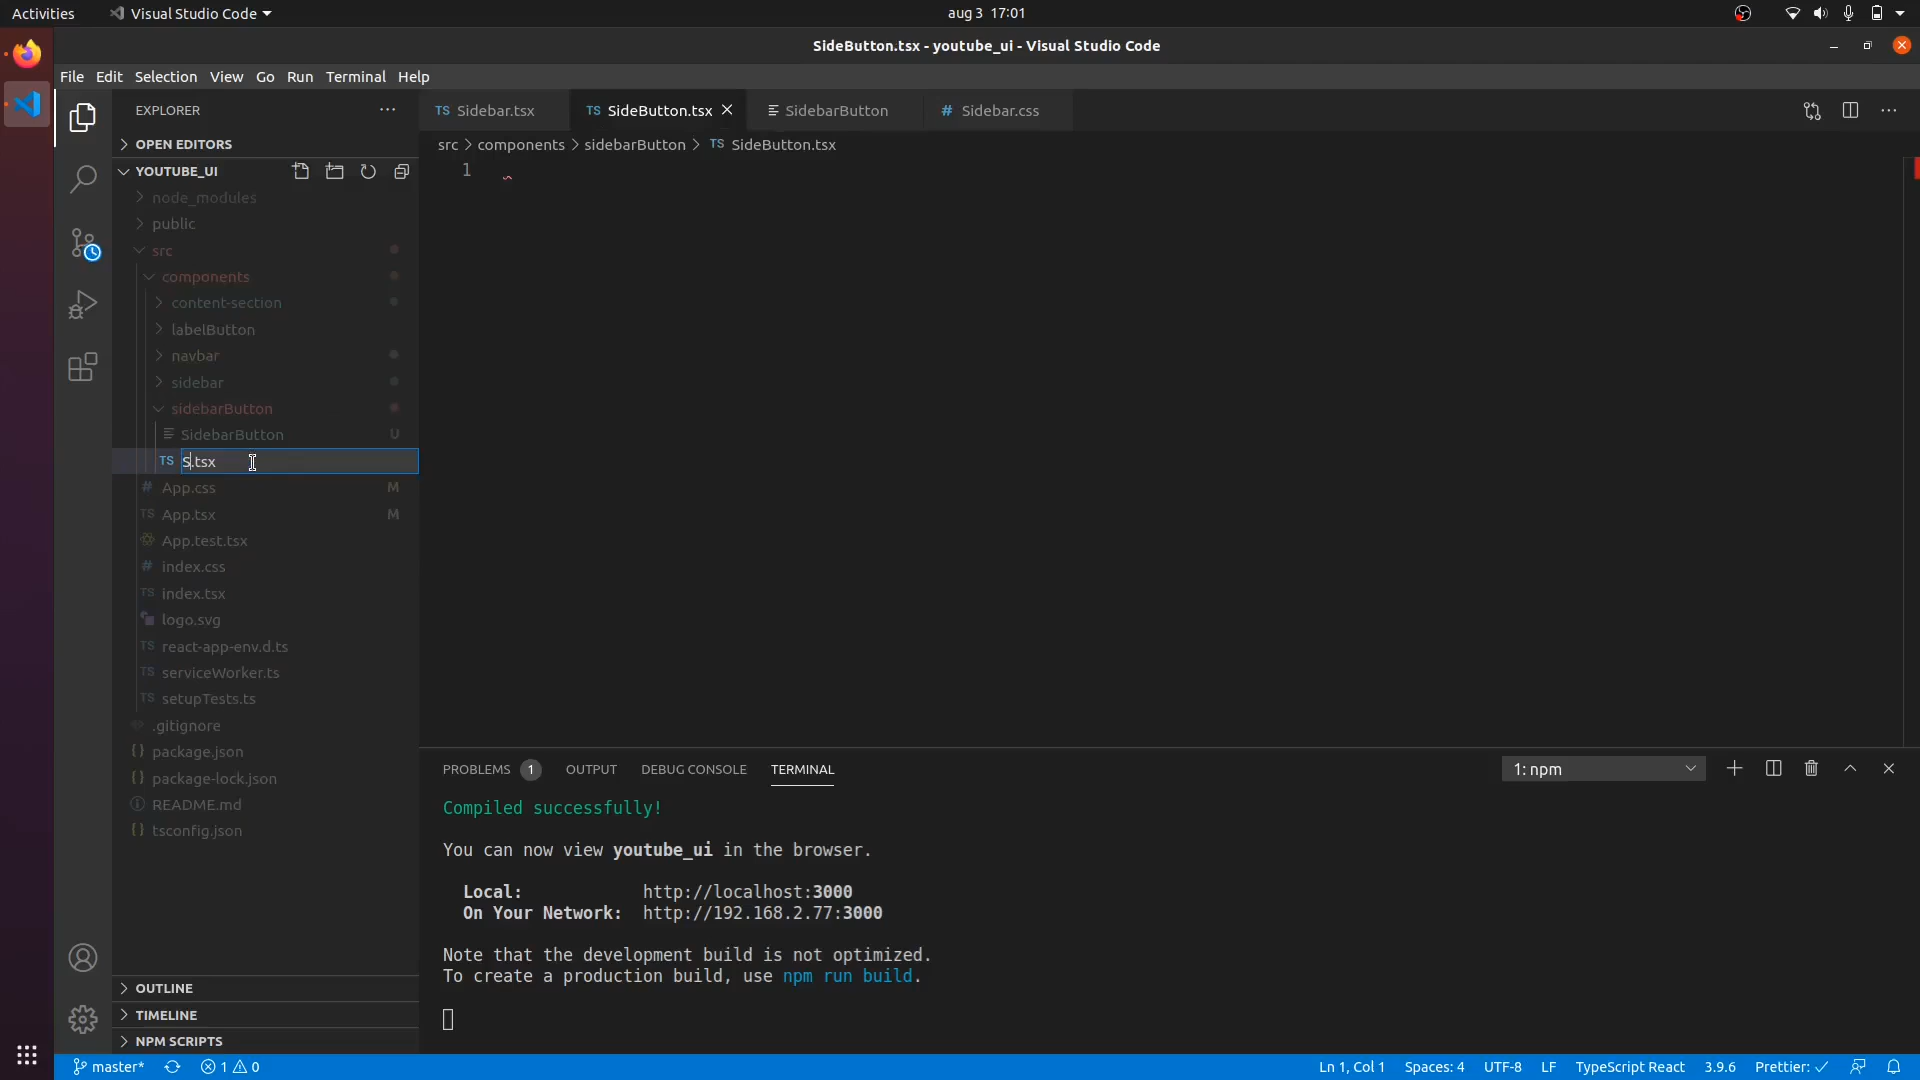 Activities
Visual Studio Code
aug 3 17:01
SideButton.tsx - youtube_ui - Visual Studio Code
File Edit Selection View Go Run Terminal Help
EXPLORER
OPEN EDITORS
YOUTUBE_UI
node_modules
public
src
components
content-section
labelButton
navbar
sidebar
sidebarButton
SidebarButton U
TS S.tsx
# App.css M
TS App.tsx M
App.test.tsx
# index.css
TS index.tsx
logo.svg
TS react-app-env.d.ts
TS serviceWorker.ts
TS setupTests.ts
.gitignore
{} package.json
{} package-lock.json
README.md
{} tsconfig.json
OUTLINE
TIMELINE
NPM SCRIPTS
TS Sidebar.tsx
TS SideButton.tsx
SidebarButton
# Sidebar.css
src > components > sidebarButton > TS SideButton.tsx
1
PROBLEMS 1 OUTPUT DEBUG CONSOLE TERMINAL
1: npm
Compiled successfully!
You can now view youtube_ui in the browser.
Local: http://localhost:3000
On Your Network: http://192.168.2.77:3000
Note that the development build is not optimized.
To create a production build, use npm run build.
master* 1 0
Ln 1, Col 1 Spaces: 4 UTF-8 LF TypeScript React 3.9.6 Prettier: ✓